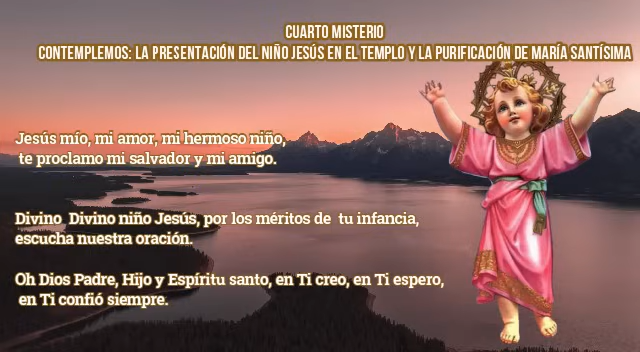 CUARTO MISTERIO
CONTEMPLEMOS: LA PRESENTACIÓN DEL NIÑO JESÚS EN EL TEMPLO Y LA PURIFICACIÓN DE MARÍA SANTÍSIMA
Jesús mío, mi amor, mi hermoso niño,
te proclamo mi salvador y mi amigo.
Divino Divino niño Jesús, por los méritos de tu infancia,
escucha nuestra oración.
Oh Dios Padre, Hijo y Espíritu santo, en Ti creo, en Ti espero,
en Ti confió siempre.